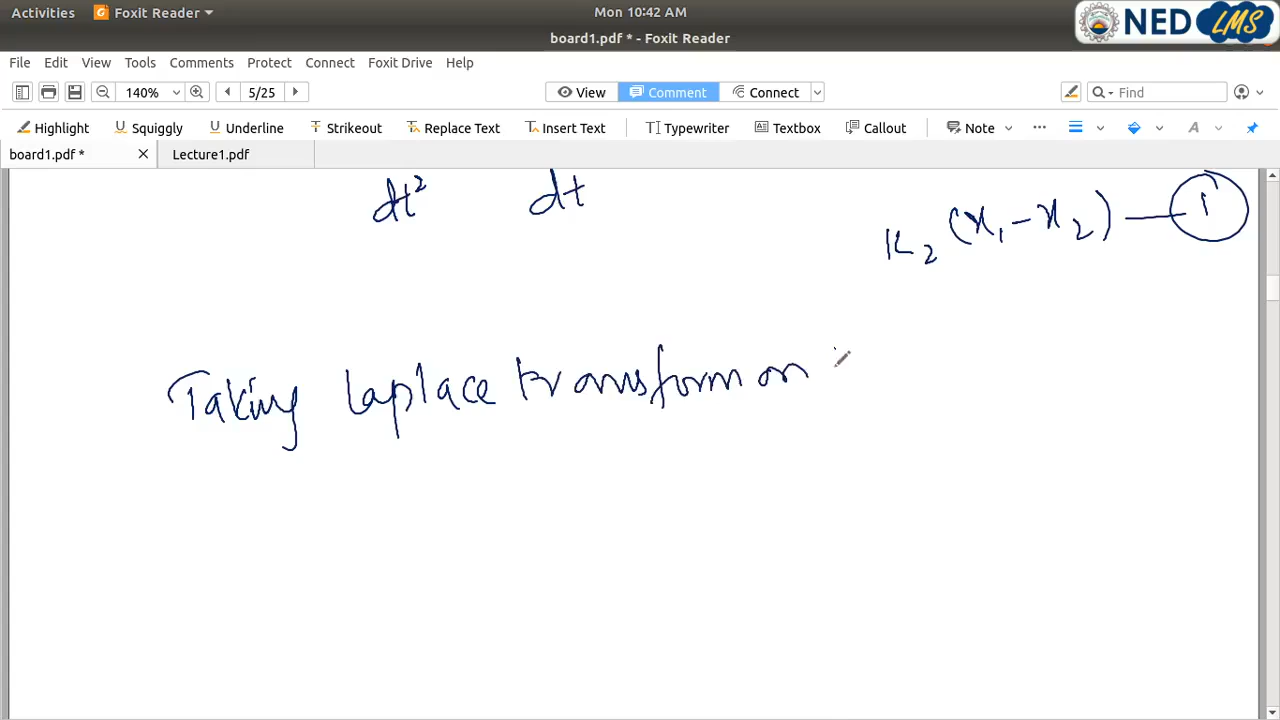 Activities Foxit Reader Mon 10:42 AM
board1.pdf * - Foxit Reader
NED LMS
File Edit View Tools Comments Protect Connect Foxit Drive Help
140% 5/25 View Comment Connect Find
Highlight Squiggly Underline Strikeout Replace Text Insert Text Typewriter Textbox Callout Note
board1.pdf * Lecture1.pdf
dt² dt
K₂ (x₁ - x₂) — 1
Taking laplace transform on